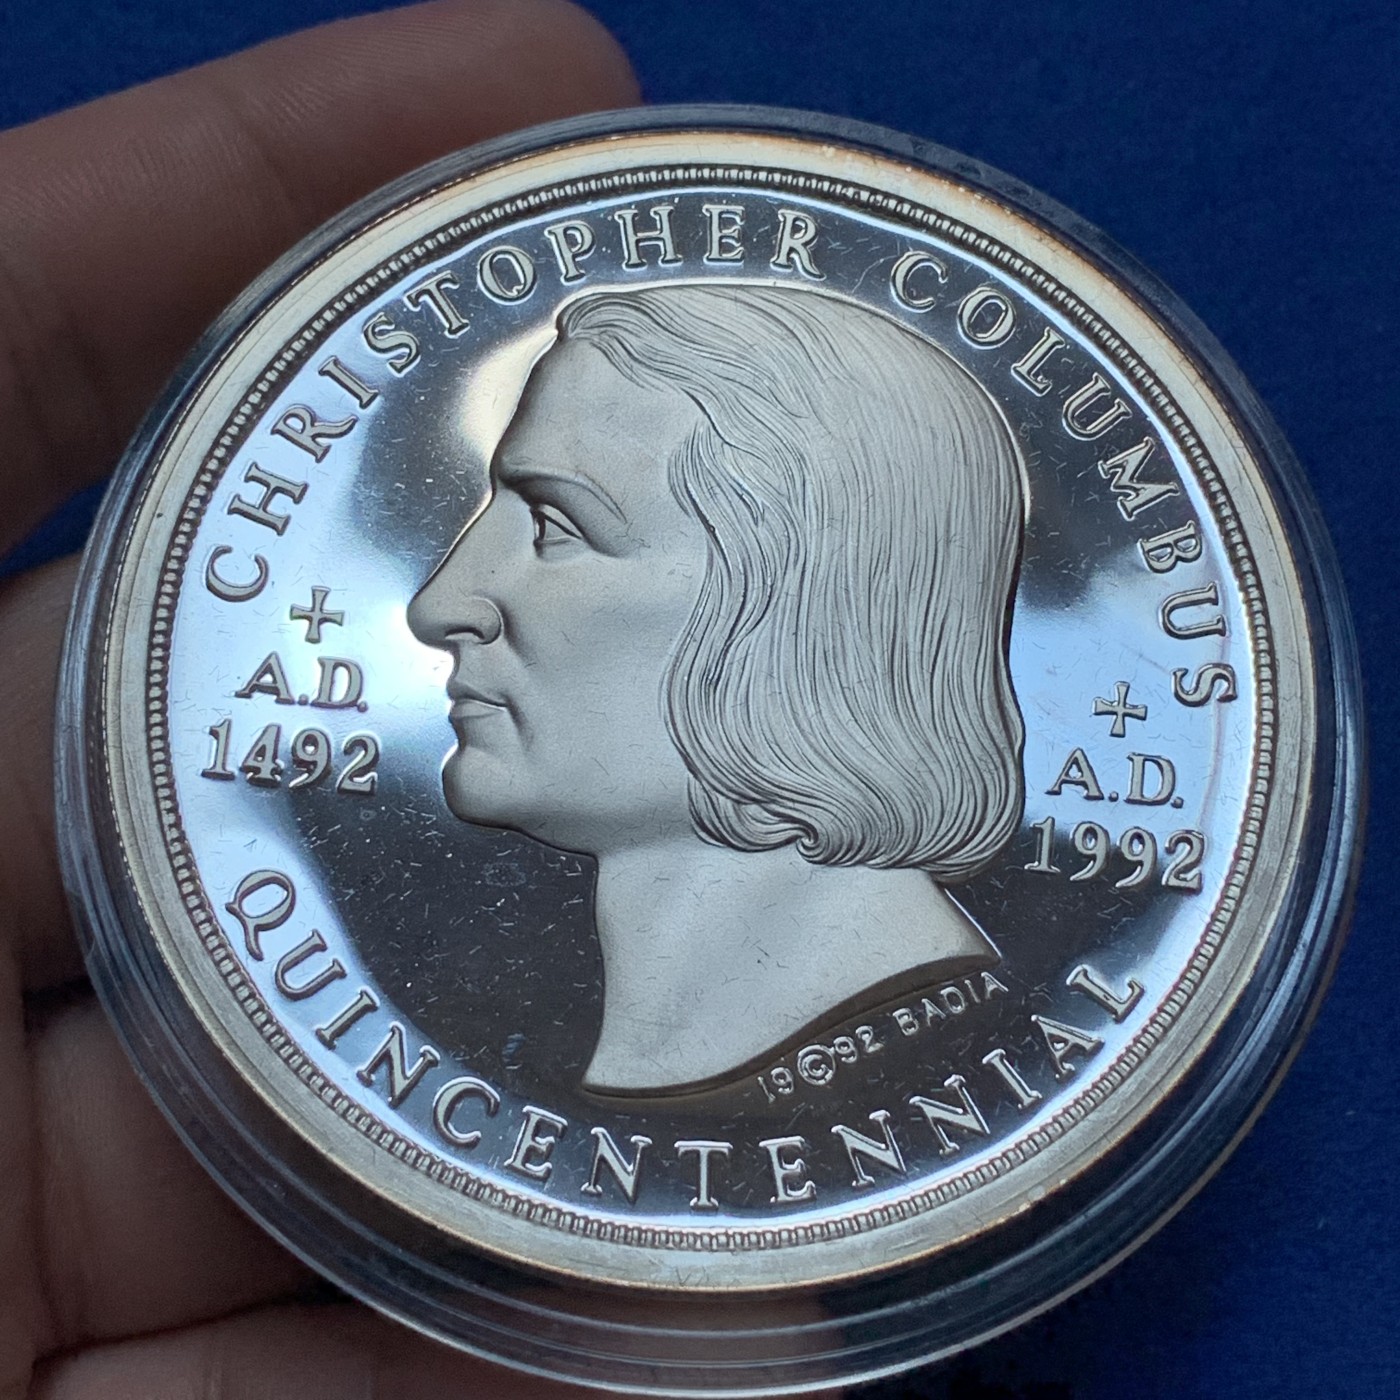 CHRISTOPHER COLUMBUS
A.D.
1492
A.D.
1992
19©92 BADIA
QUINCENTENNIAL